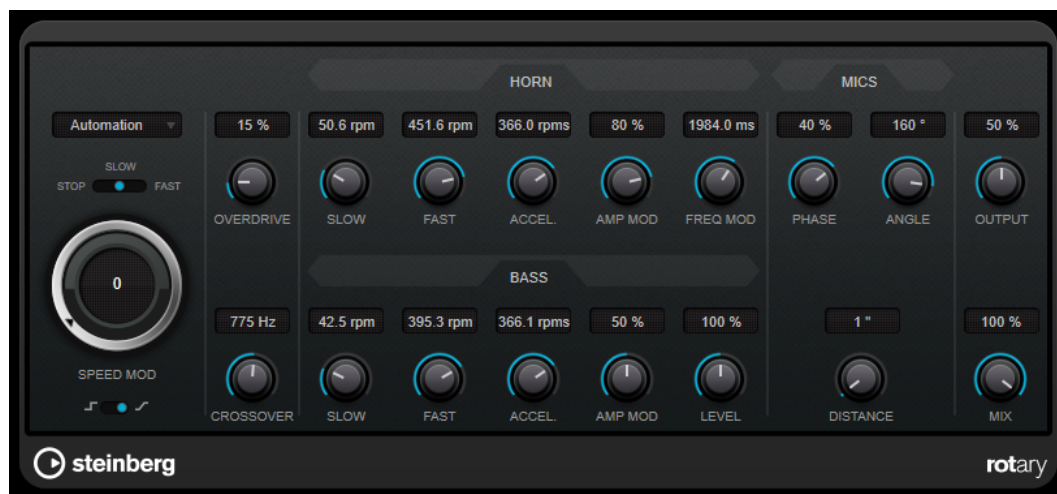 HORN
MICS
Automation
15 %
50.6 rpm
451.6 rpm
366.0 rpms
80 %
1984.0 ms
40 %
160 °
50 %
SLOW
STOP
FAST
OVERDRIVE
SLOW
FAST
ACCEL.
AMP MOD
FREQ MOD
PHASE
ANGLE
OUTPUT
BASS
0
775 Hz
42.5 rpm
395.3 rpm
366.1 rpms
50 %
100 %
1 "
100 %
SPEED MOD
CROSSOVER
SLOW
FAST
ACCEL.
AMP MOD
LEVEL
DISTANCE
MIX
steinberg
rotary